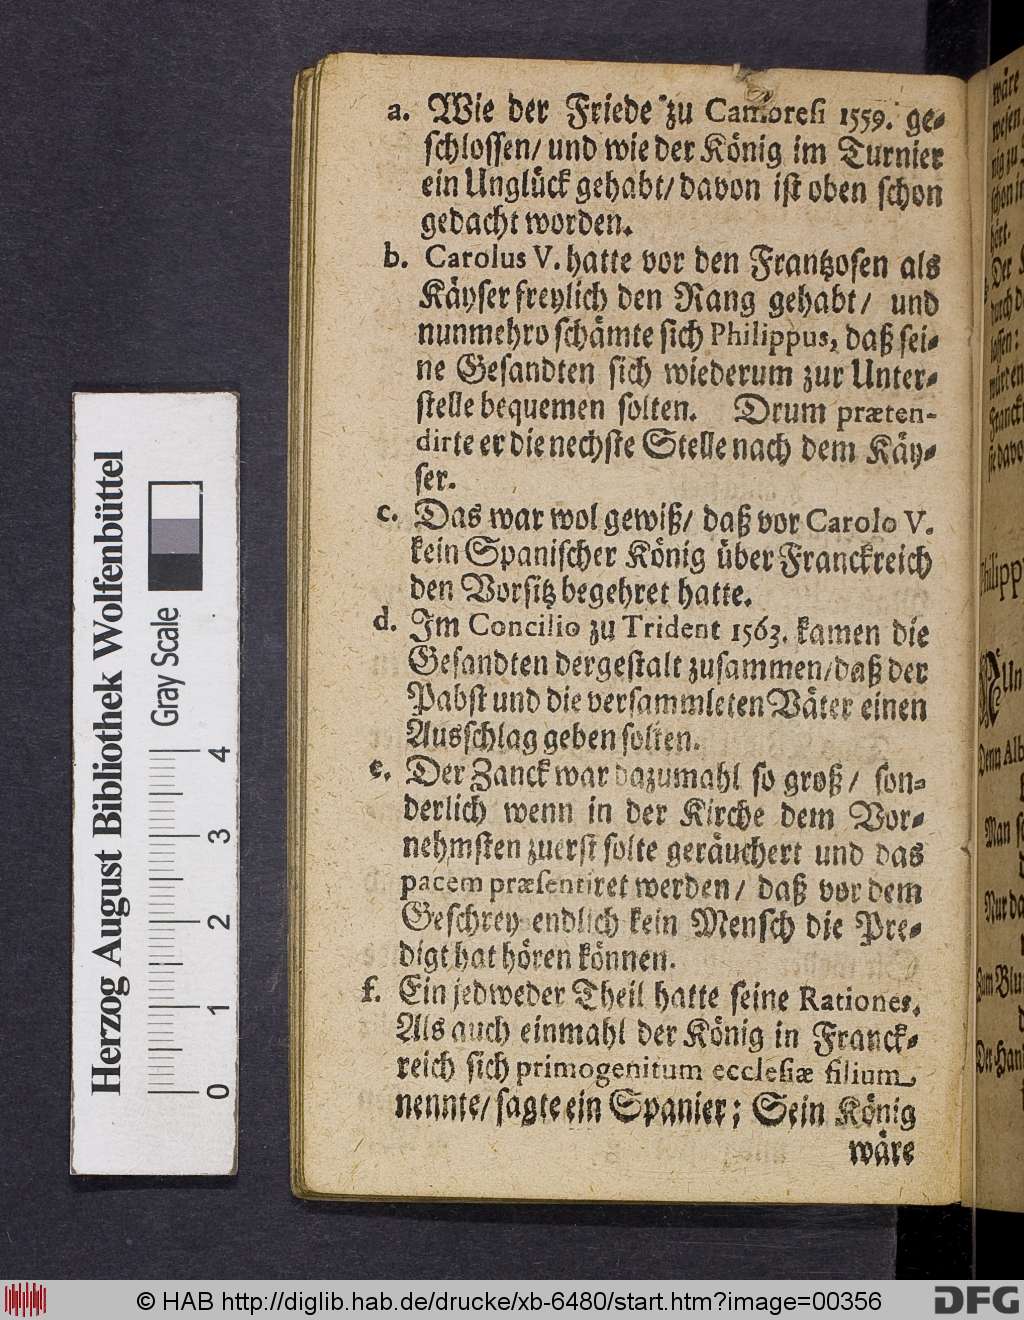 a. Wie der Friede zu Camoresi 1559. ge-
schlossen/ und wie der König im Turnier
ein Unglück gehabt/ davon ist oben schon
gedacht worden.
b. Carolus V. hatte vor den Frantzosen als
Käyser freylich den Rang gehabt/ und
nunmehro schämte sich Philippus, daß sei-
ne Gesandten sich wiederum zur Unter-
stelle bequemen solten. Drum præten-
dirte er die nechste Stelle nach dem Käy-
ser.
c. Das war wol gewiß/ daß vor Carolo V.
kein Spanischer König über Franckreich
den Vorsitz begehret hatte.
d. Im Concilio zu Trident 1563. kamen die
Gesandten dergestalt zusammen/ daß der
Pabst und die versammleten Väter einen
Ausschlag geben solten.
e. Der Zanck war dazumahl so groß/ son-
derlich wenn in der Kirche dem Vor-
nehmsten zuerst solte geräuchert und das
pacem præsentiret werden/ daß vor dem
Geschrey endlich kein Mensch die Pre-
digt hat hören können.
f. Ein jedweder Theil hatte seine Rationes.
Als auch einmahl der König in Franck-
reich sich primogenitum ecclesiæ filium
nennte/ sagte ein Spanier; Sein König
wäre
Herzog August Bibliothek Wolfenbüttel
Gray Scale
0 1 2 3 4
© HAB http://diglib.hab.de/drucke/xb-6480/start.htm?image=00356
DFG